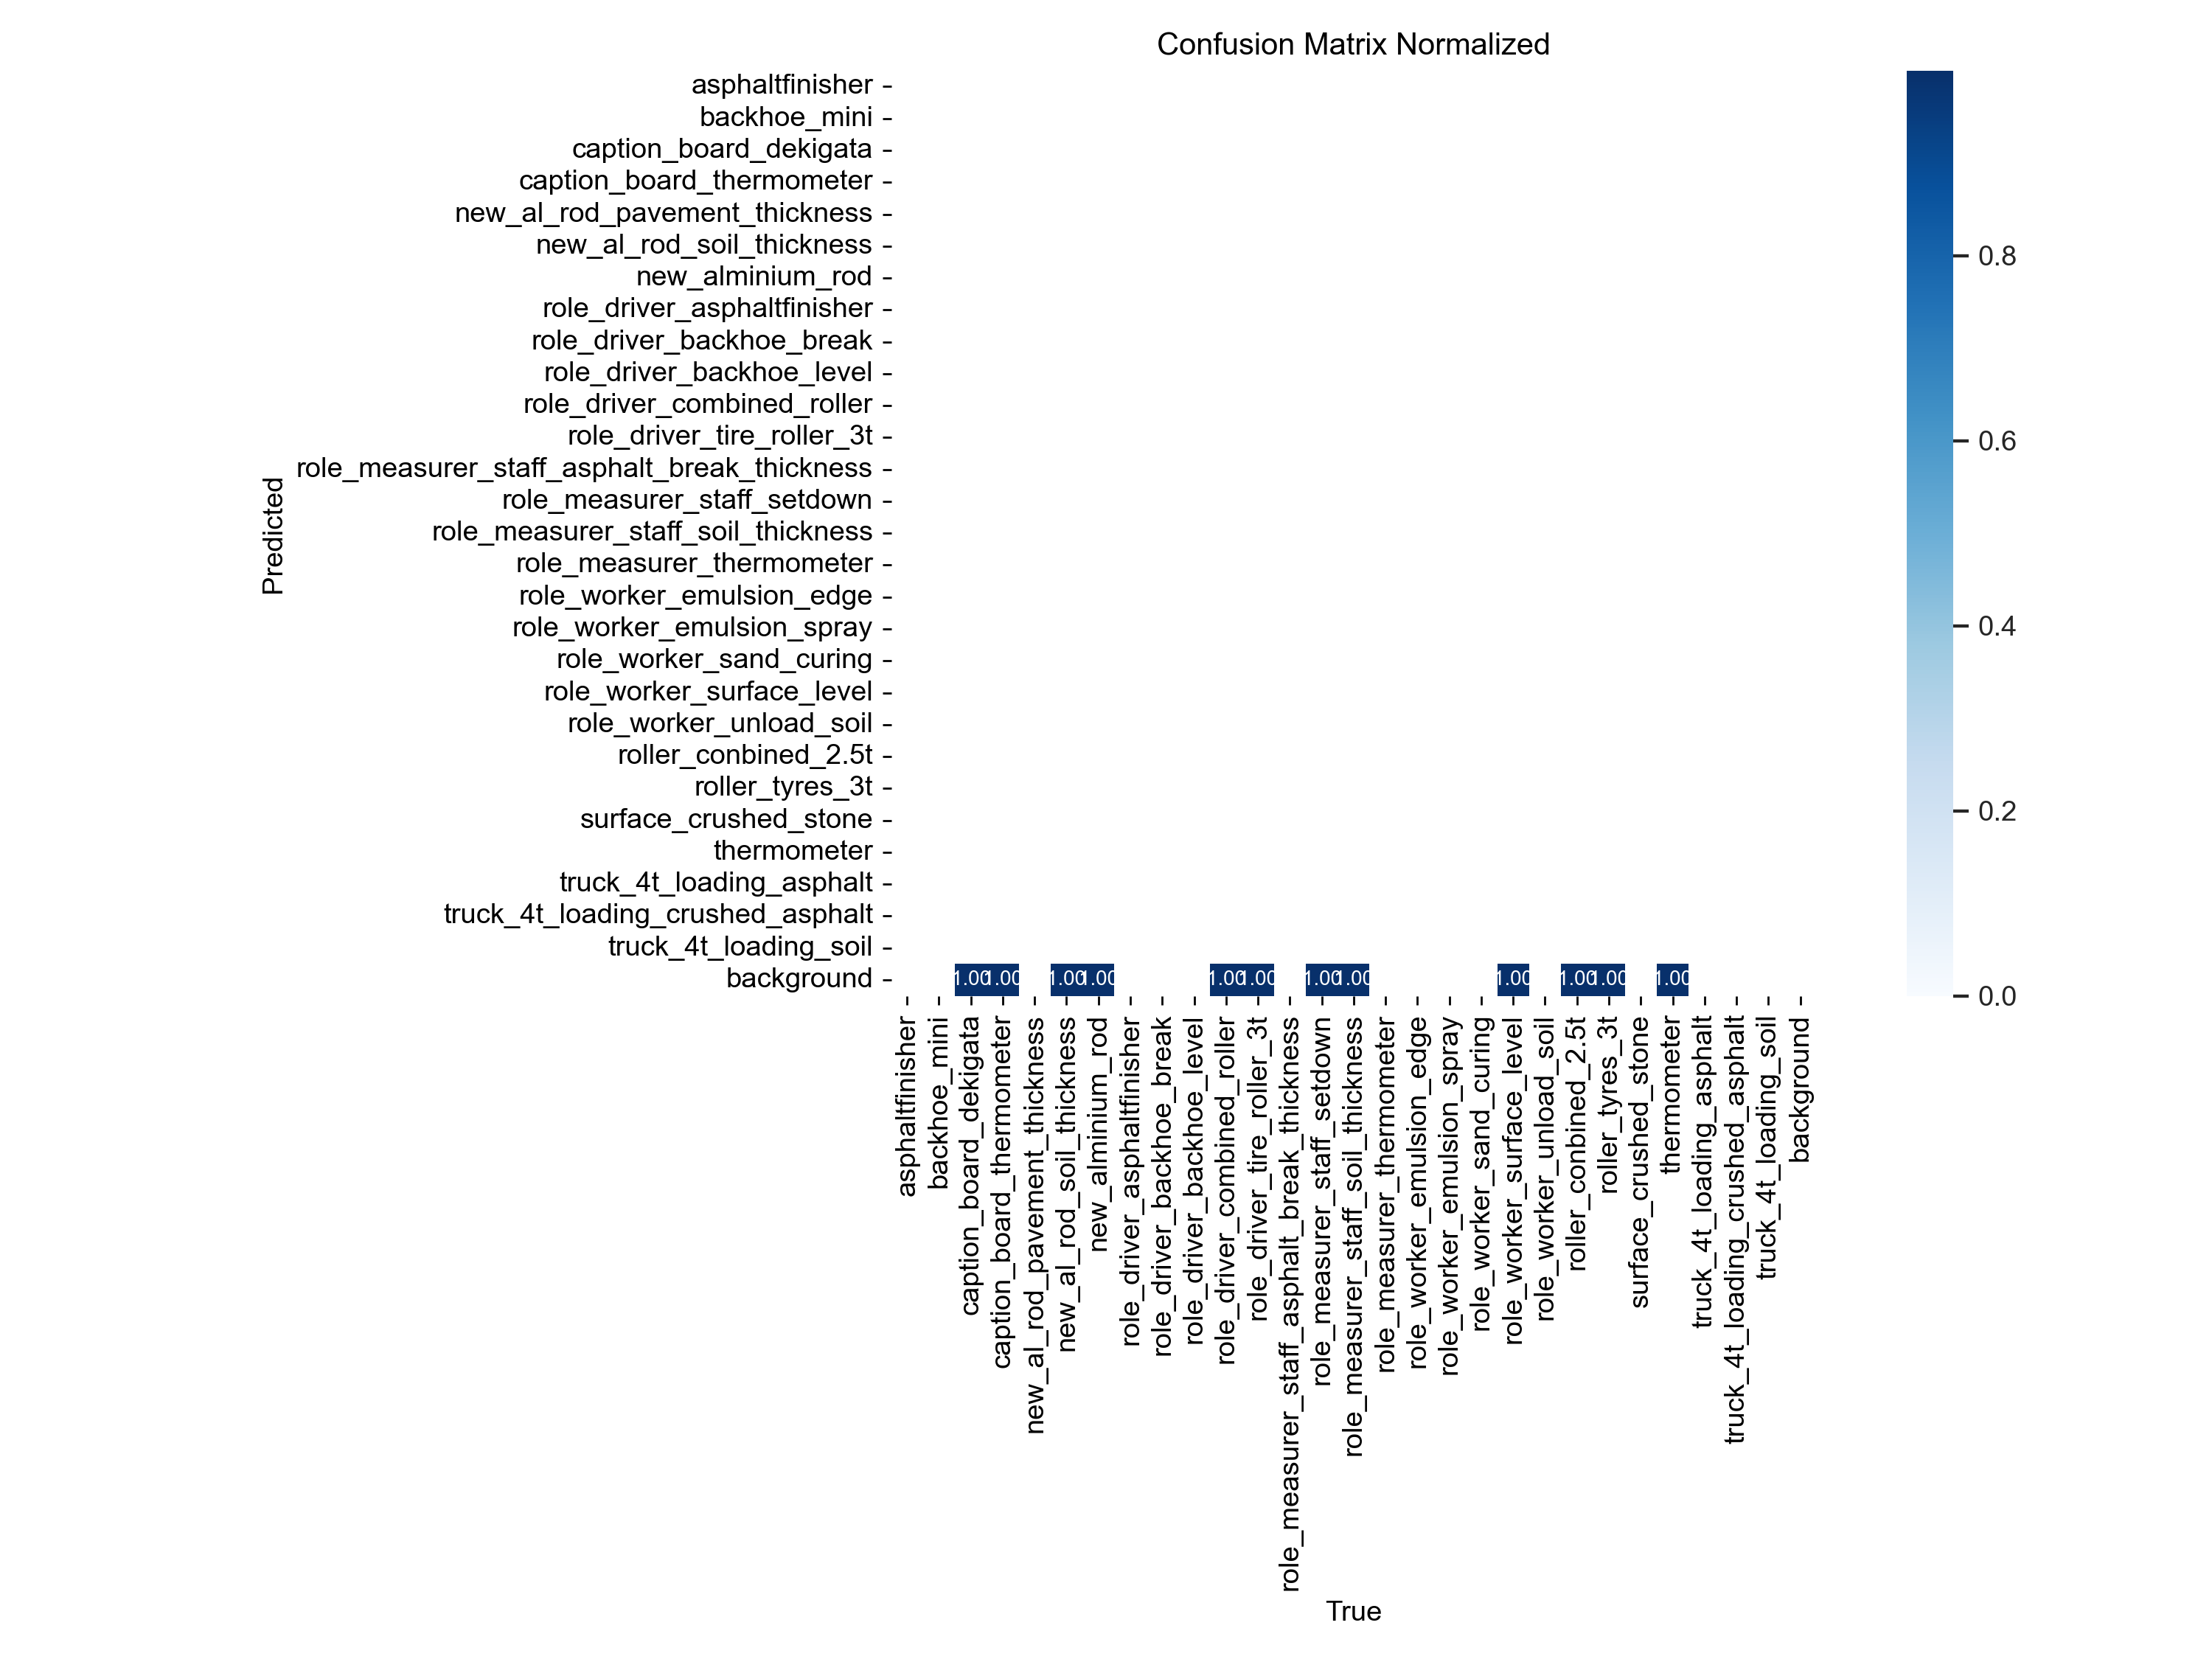 Confusion Matrix Normalized
asphaltfinisher
backhoe_mini
caption_board_dekigata
caption_board_thermometer
new_al_rod_pavement_thickness
new_al_rod_soil_thickness
new_alminium_rod
role_driver_asphaltfinisher
role_driver_backhoe_break
role_driver_backhoe_level
role_driver_combined_roller
role_driver_tire_roller_3t
role_measurer_staff_asphalt_break_thickness
role_measurer_staff_setdown
role_measurer_staff_soil_thickness
role_measurer_thermometer
role_worker_emulsion_edge
role_worker_emulsion_spray
role_worker_sand_curing
role_worker_surface_level
role_worker_unload_soil
roller_conbined_2.5t
roller_tyres_3t
surface_crushed_stone
thermometer
truck_4t_loading_asphalt
truck_4t_loading_crushed_asphalt
truck_4t_loading_soil
background
Predicted
1.00 1.00 1.00 1.00 1.00 1.00 1.00 1.00 1.00 1.00 1.00 1.00
asphaltfinisher
backhoe_mini
caption_board_dekigata
caption_board_thermometer
new_al_rod_pavement_thickness
new_al_rod_soil_thickness
new_alminium_rod
role_driver_asphaltfinisher
role_driver_backhoe_break
role_driver_backhoe_level
role_driver_combined_roller
role_driver_tire_roller_3t
role_measurer_staff_asphalt_break_thickness
role_measurer_staff_setdown
role_measurer_staff_soil_thickness
role_measurer_thermometer
role_worker_emulsion_edge
role_worker_emulsion_spray
role_worker_sand_curing
role_worker_surface_level
role_worker_unload_soil
roller_conbined_2.5t
roller_tyres_3t
surface_crushed_stone
thermometer
truck_4t_loading_asphalt
truck_4t_loading_crushed_asphalt
truck_4t_loading_soil
background
True
0.8
0.6
0.4
0.2
0.0